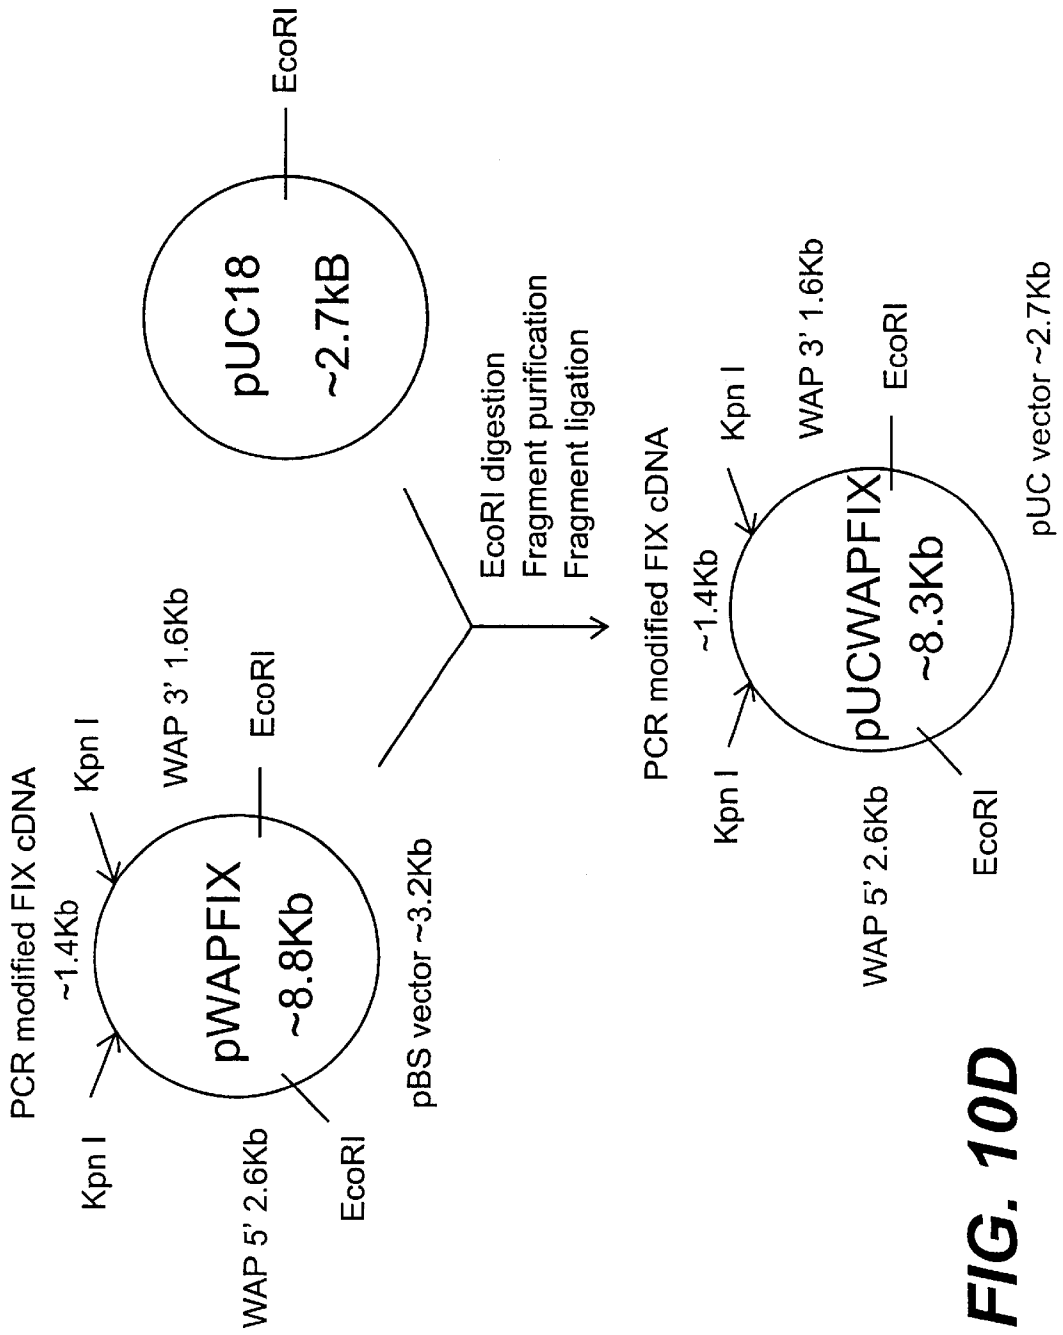 PCR modified FIX cDNA
~1.4Kb
Kpn I
Kpn I
WAP 5' 2.6Kb
WAP 3' 1.6Kb
pWAPFIX
~8.8Kb
EcoRI
EcoRI
pBS vector ~3.2Kb
pUC18
~2.7kB
EcoRI
EcoRI digestion
Fragment purification
Fragment ligation
PCR modified FIX cDNA
~1.4Kb
Kpn I
Kpn I
WAP 5' 2.6Kb
WAP 3' 1.6Kb
pUCWAPFIX
~8.3Kb
EcoRI
EcoRI
pUC vector ~2.7Kb
FIG. 10D